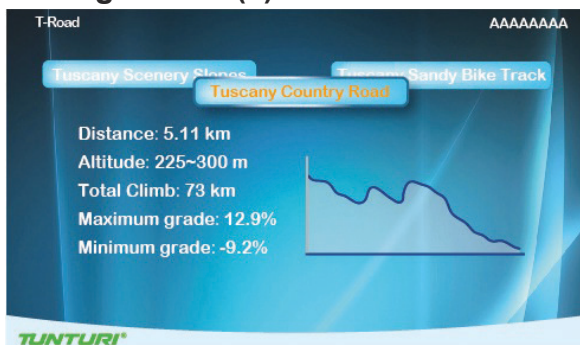 T-Road
AAAAAAAA
Tuscany Scenery Slopes
Tuscany Sandy Bike Track
Tuscany Country Road
Distance: 5.11 km
Altitude: 225~300 m
Total Climb: 73 km
Maximum grade: 12.9%
Minimum grade: -9.2%
TUNTURI®